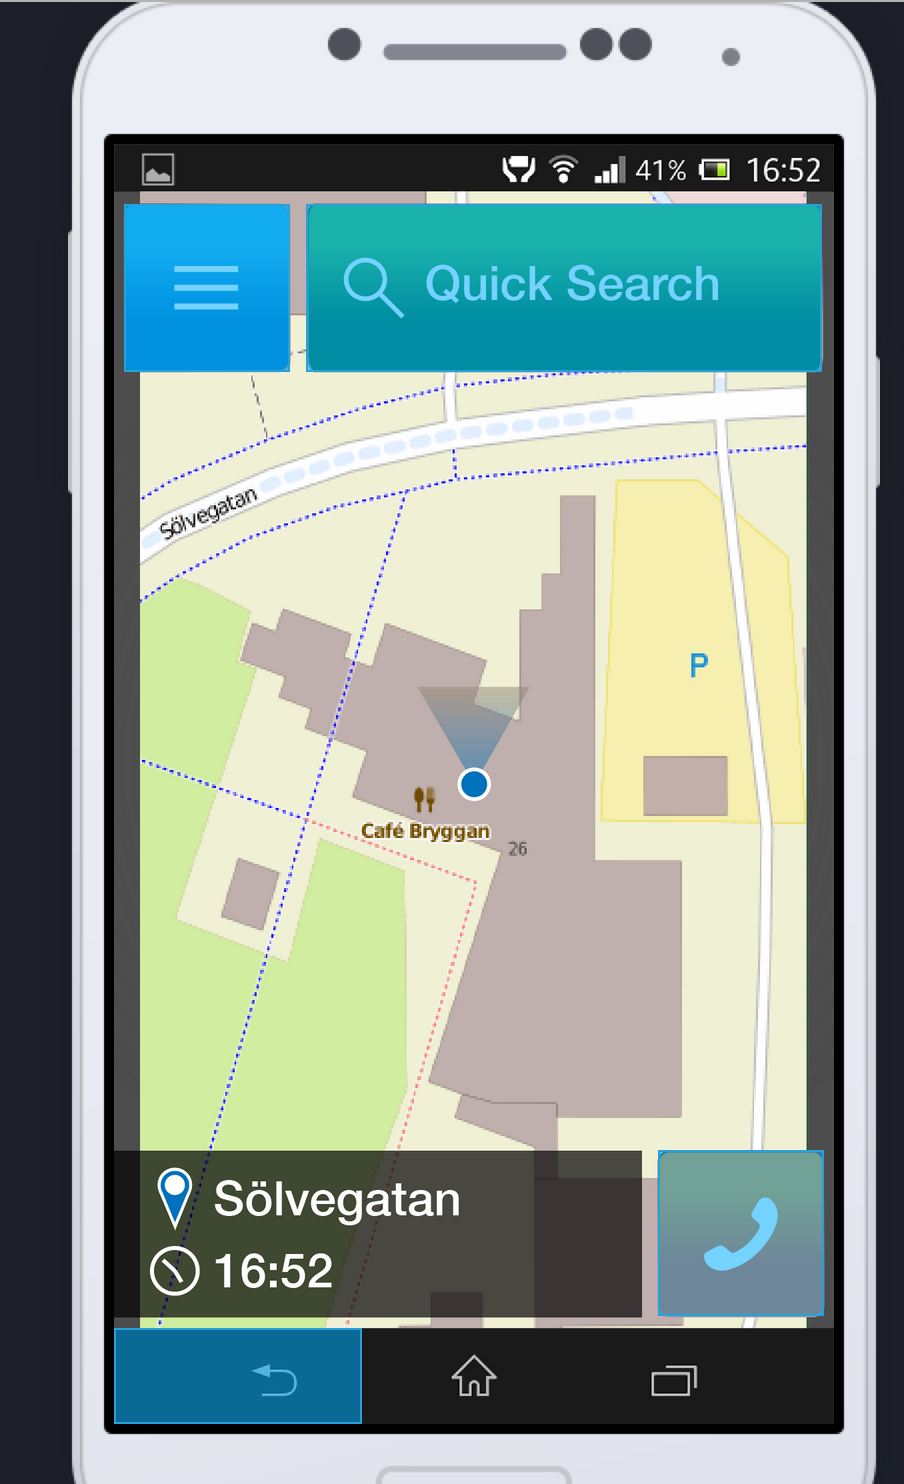 41% 16:52
Quick Search
Sölvegatan
P
Café Bryggan
26
Sölvegatan
16:52